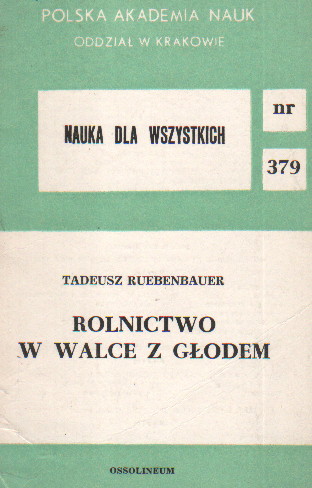 POLSKA AKADEMIA NAUK
ODDZIAŁ W KRAKOWIE
NAUKA DLA WSZYSTKICH
nr
379
TADEUSZ RUEBENBAUER
ROLNICTWO
W WALCE Z GŁODEM
OSSOLINEUM